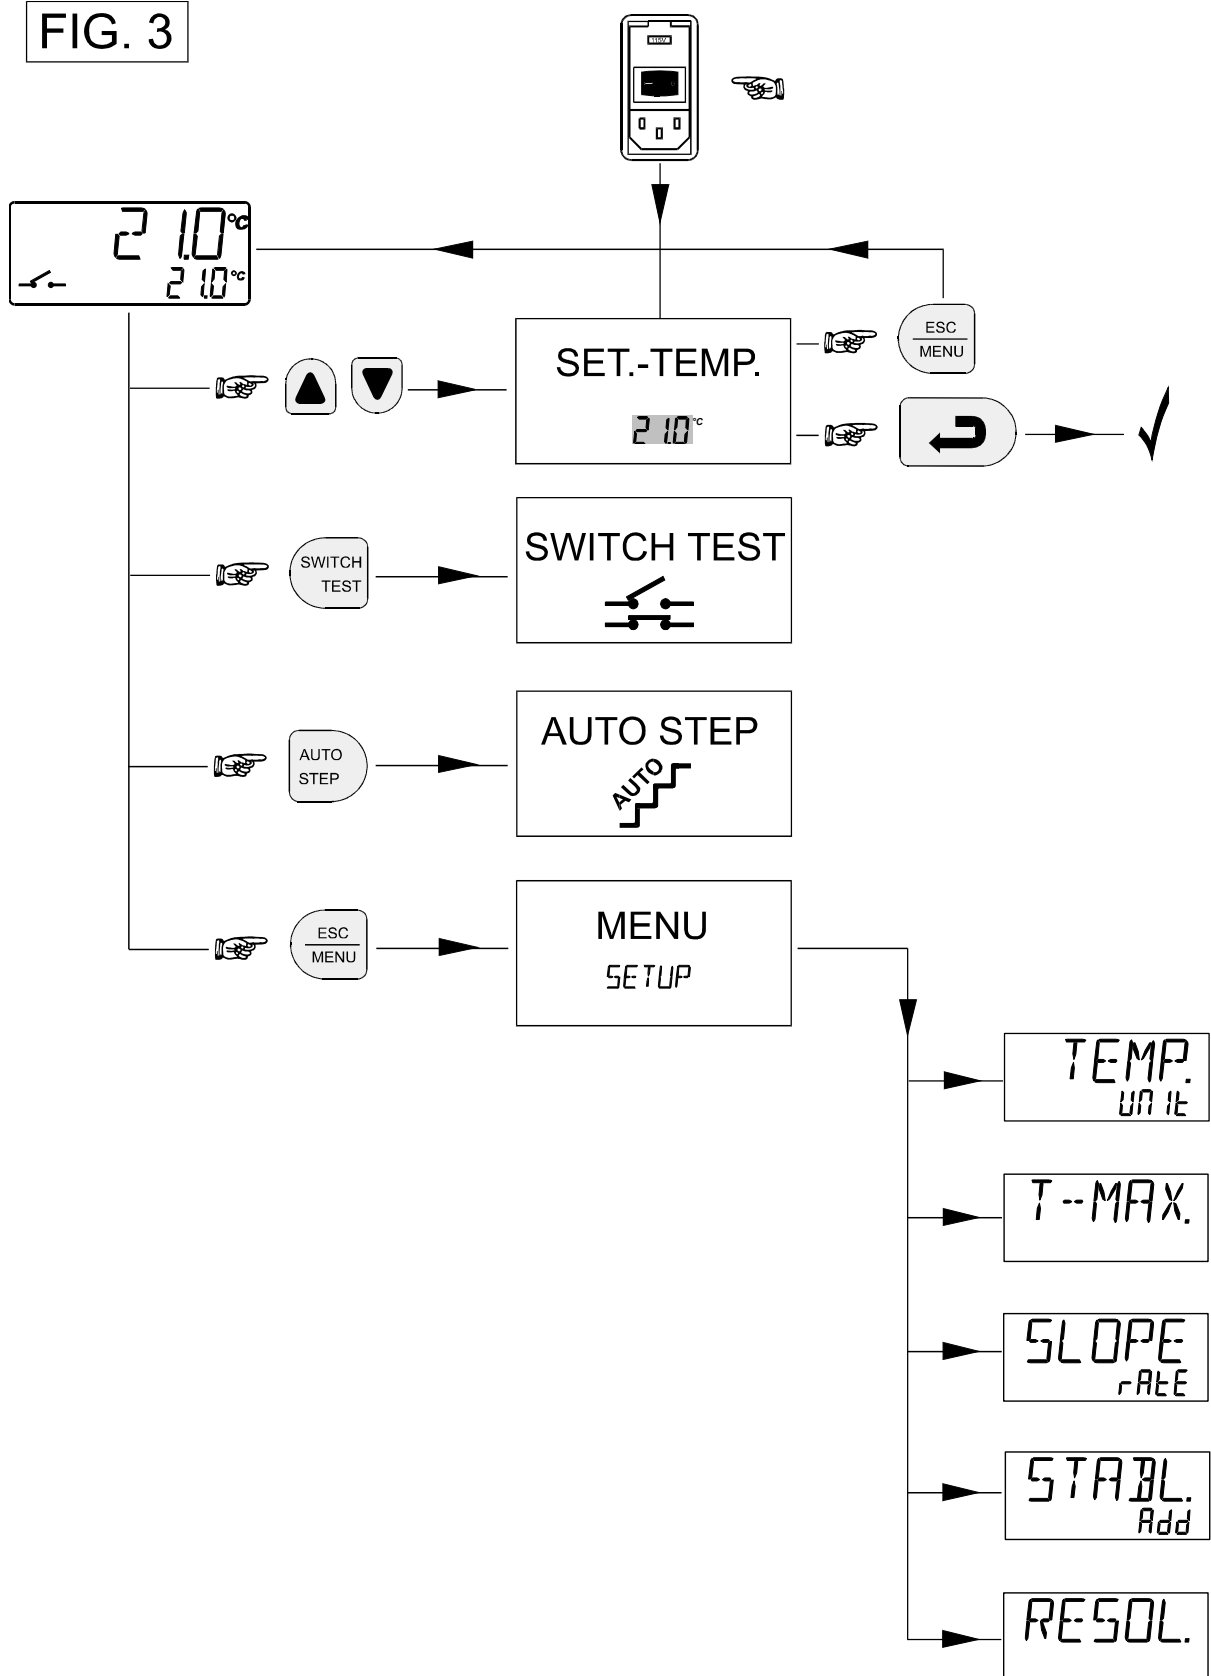 FIG. 3
115V
21.0 °C
21.0 °C
SET.-TEMP.
21.0 °C
ESC
MENU
SWITCH
TEST
SWITCH TEST
AUTO
STEP
AUTO STEP
AUTO
ESC
MENU
MENU
SETUP
TEMP.
UnIt
T--MAX.
SLOPE
rAtE
STABL.
Add
RESOL.